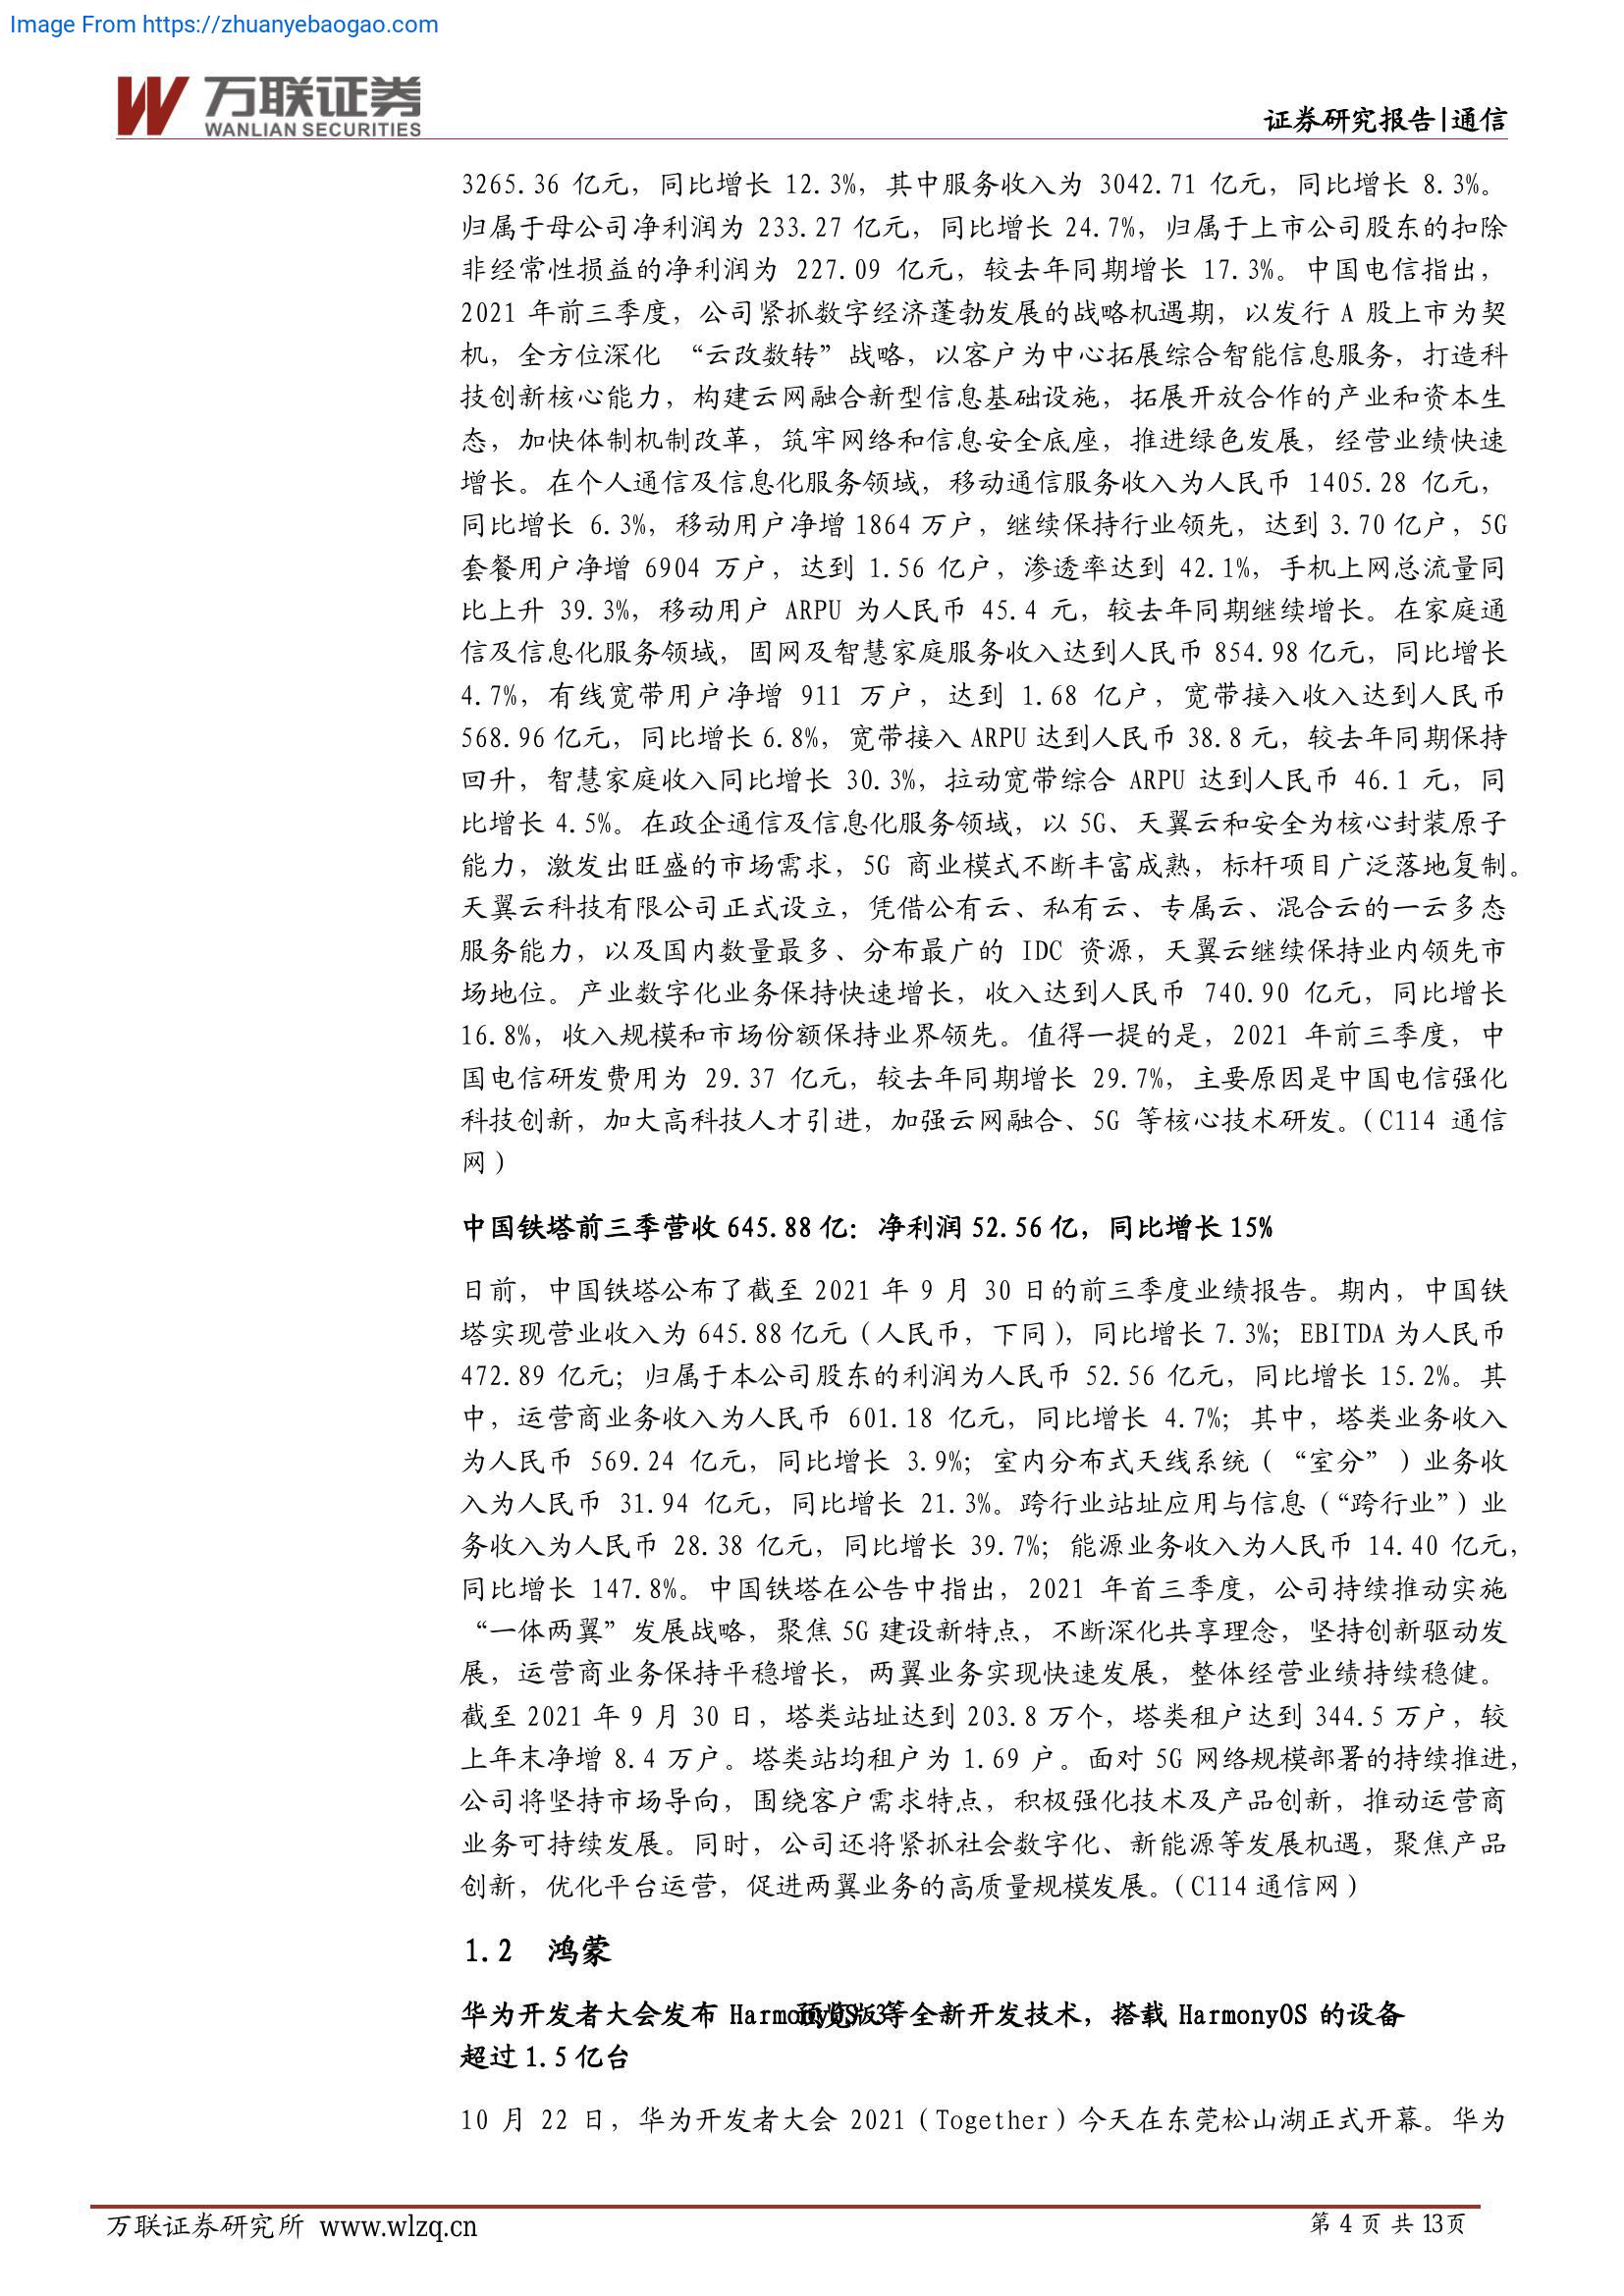 Image From https://zhuanyebaogao.com
万联证券
WANLIAN SECURITIES
证券研究报告|通信
3265.36 亿元，同比增长 12.3%，其中服务收入为 3042.71 亿元，同比增长 8.3%。
归属于母公司净利润为 233.27 亿元，同比增长 24.7%，归属于上市公司股东的扣除
非经常性损益的净利润为 227.09 亿元，较去年同期增长 17.3%。中国电信指出，
2021 年前三季度，公司紧抓数字经济蓬勃发展的战略机遇期，以发行 A 股上市为契
机，全方位深化 “云改数转”战略，以客户为中心拓展综合智能信息服务，打造科
技创新核心能力，构建云网融合新型信息基础设施，拓展开放合作的产业和资本生
态，加快体制机制改革，筑牢网络和信息安全底座，推进绿色发展，经营业绩快速
增长。在个人通信及信息化服务领域，移动通信服务收入为人民币 1405.28 亿元，
同比增长 6.3%，移动用户净增 1864 万户，继续保持行业领先，达到 3.70 亿户，5G
套餐用户净增 6904 万户，达到 1.56 亿户，渗透率达到 42.1%，手机上网总流量同
比上升 39.3%，移动用户 ARPU 为人民币 45.4 元，较去年同期继续增长。在家庭通
信及信息化服务领域，固网及智慧家庭服务收入达到人民币 854.98 亿元，同比增长
4.7%，有线宽带用户净增 911 万户，达到 1.68 亿户，宽带接入收入达到人民币
568.96 亿元，同比增长 6.8%，宽带接入 ARPU 达到人民币 38.8 元，较去年同期保持
回升，智慧家庭收入同比增长 30.3%，拉动宽带综合 ARPU 达到人民币 46.1 元，同
比增长 4.5%。在政企通信及信息化服务领域，以 5G、天翼云和安全为核心封装原子
能力，激发出旺盛的市场需求，5G 商业模式不断丰富成熟，标杆项目广泛落地复制。
天翼云科技有限公司正式设立，凭借公有云、私有云、专属云、混合云的一云多态
服务能力，以及国内数量最多、分布最广的 IDC 资源，天翼云继续保持业内领先市
场地位。产业数字化业务保持快速增长，收入达到人民币 740.90 亿元，同比增长
16.8%，收入规模和市场份额保持业界领先。值得一提的是，2021 年前三季度，中
国电信研发费用为 29.37 亿元，较去年同期增长 29.7%，主要原因是中国电信强化
科技创新，加大高科技人才引进，加强云网融合、5G 等核心技术研发。（C114 通信
网）
中国铁塔前三季营收 645.88 亿：净利润 52.56 亿，同比增长 15%
日前，中国铁塔公布了截至 2021 年 9 月 30 日的前三季度业绩报告。期内，中国铁
塔实现营业收入为 645.88 亿元（人民币，下同），同比增长 7.3%；EBITDA 为人民币
472.89 亿元；归属于本公司股东的利润为人民币 52.56 亿元，同比增长 15.2%。其
中，运营商业务收入为人民币 601.18 亿元，同比增长 4.7%；其中，塔类业务收入
为人民币 569.24 亿元，同比增长 3.9%；室内分布式天线系统（“室分”）业务收
入为人民币 31.94 亿元，同比增长 21.3%。跨行业站址应用与信息（“跨行业”）业
务收入为人民币 28.38 亿元，同比增长 39.7%；能源业务收入为人民币 14.40 亿元，
同比增长 147.8%。中国铁塔在公告中指出，2021 年首三季度，公司持续推动实施
“一体两翼”发展战略，聚焦 5G 建设新特点，不断深化共享理念，坚持创新驱动发
展，运营商业务保持平稳增长，两翼业务实现快速发展，整体经营业绩持续稳健。
截至 2021 年 9 月 30 日，塔类站址达到 203.8 万个，塔类租户达到 344.5 万户，较
上年末净增 8.4 万户。塔类站均租户为 1.69 户。面对 5G 网络规模部署的持续推进，
公司将坚持市场导向，围绕客户需求特点，积极强化技术及产品创新，推动运营商
业务可持续发展。同时，公司还将紧抓社会数字化、新能源等发展机遇，聚焦产品
创新，优化平台运营，促进两翼业务的高质量规模发展。（C114 通信网）
1.2 鸿蒙
华为开发者大会发布 HarmonyOS 3 预览版等全新开发技术，搭载 HarmonyOS 的设备
超过 1.5 亿台
10 月 22 日，华为开发者大会 2021（Together）今天在东莞松山湖正式开幕。华为
万联证券研究所 www.wlzq.cn
第 4 页 共 13页